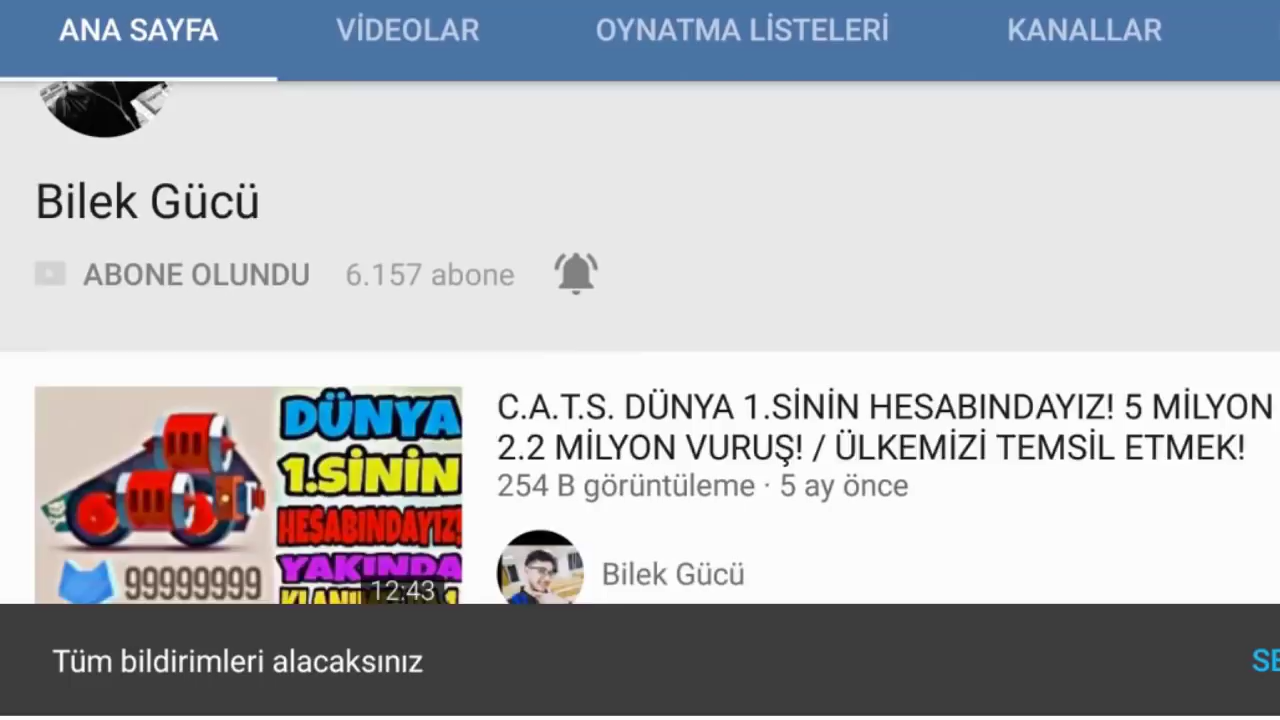 ANA SAYFA
VİDEOLAR
OYNATMA LİSTELERİ
KANALLAR
Bilek Gücü
ABONE OLUNDU
6.157 abone
DÜNYA
1.SİNİN
HESABINDAYIZ!
YAKINDA
99999999
12:43
C.A.T.S. DÜNYA 1.SİNİN HESABINDAYIZ! 5 MİLYON
2.2 MİLYON VURUŞ! / ÜLKEMİZİ TEMSİL ETMEK!
254 B görüntüleme · 5 ay önce
Bilek Gücü
Tüm bildirimleri alacaksınız